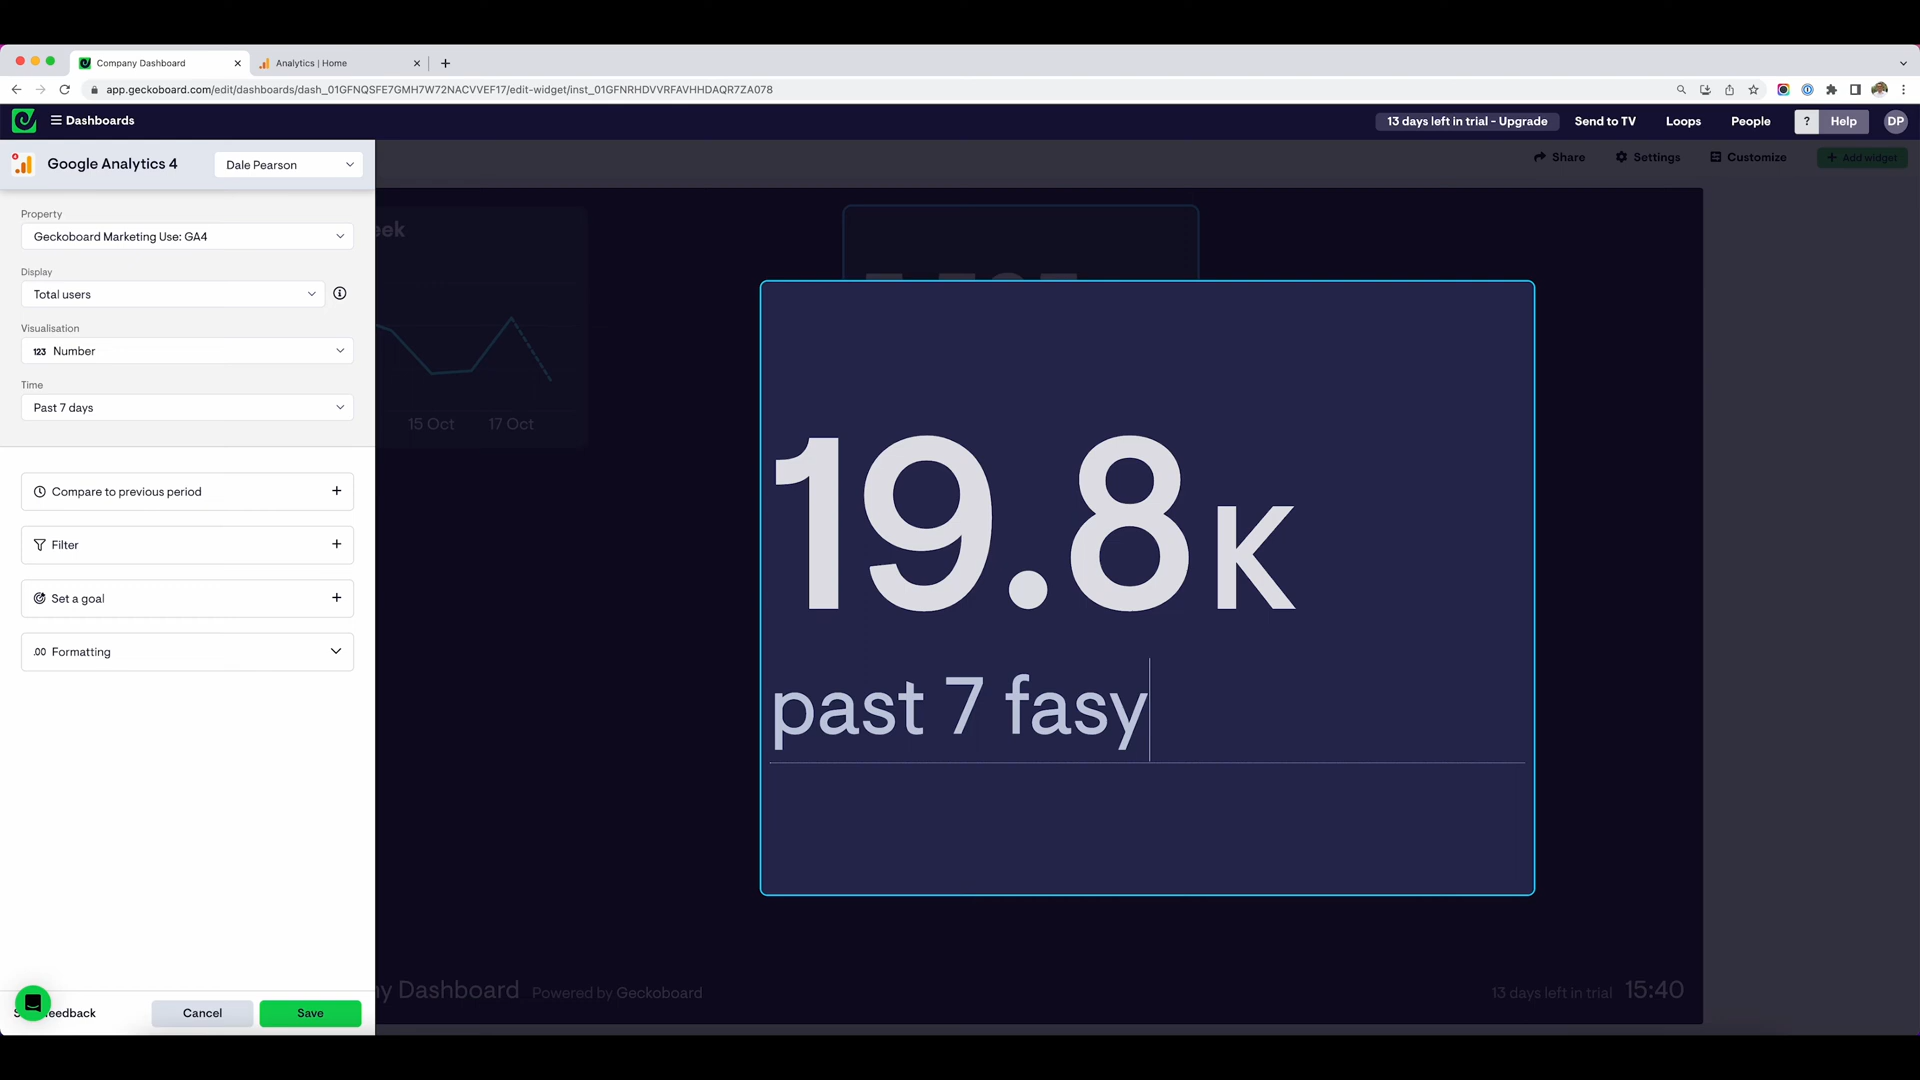 Company Dashboard
Analytics | Home
app.geckoboard.com/edit/dashboards/dash_01GFNQSFE7GMH7W72NACVVEF17/edit-widget/inst_01GFNRHDVVRFAVHHDAQR7ZA078
Dashboards
13 days left in trial - Upgrade
Send to TV
Loops
People
? Help
DP
Google Analytics 4
Dale Pearson
Share
Settings
Customize
+ Add widget
Property
Geckoboard Marketing Use: GA4
eek
Display
Total users
Visualisation
123 Number
Time
Past 7 days
15 Oct
17 Oct
19.8K
past 7 fasy
Compare to previous period
Filter
Set a goal
.00 Formatting
y Dashboard
Powered by Geckoboard
13 days left in trial
15:40
S
eedback
Cancel
Save